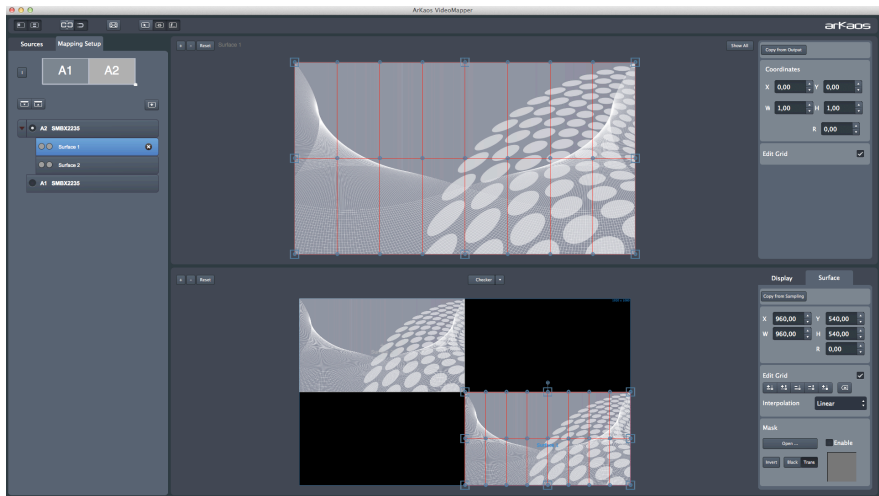 ArKaos VideoMapper
arkaos
Sources
Mapping Setup
A1
A2
A2 SMBX2235
Surface 1
Surface 2
A1 SMBX2235
+ - Reset Surface 1
Show All
Copy from Output
Coordinates
X 0,00 Y 0,00
W 1,00 H 1,00
R 0,00
Edit Grid
+ - Reset
Checker
Display
Surface
Copy from Sampling
X 960,00 Y 540,00
W 960,00 H 540,00
R 0,00
Edit Grid
Interpolation Linear
Mask
Open ...
Enable
Invert Black Trans